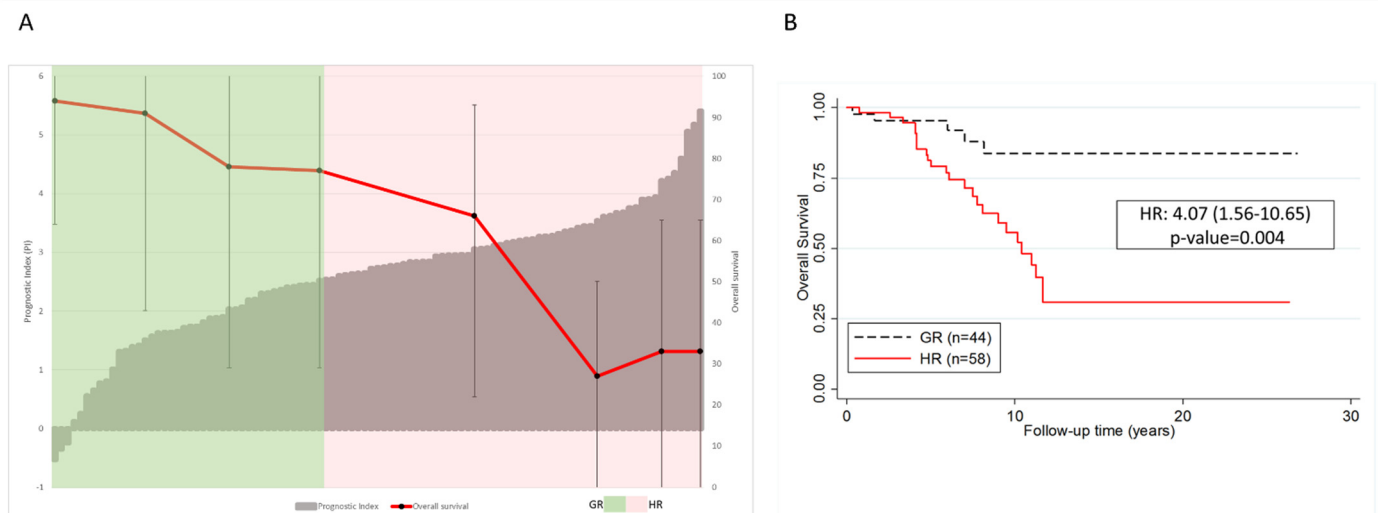 A
B
6
5
4
3
2
1
0
-1
Prognostic Index (PI)
100
90
80
70
60
50
40
30
20
10
0
Overall survival
Prognostic Index
Overall survival
GR
HR
1.00
0.75
0.50
0.25
0.00
Overall Survival
HR: 4.07 (1.56-10.65)
p-value=0.004
GR (n=44)
HR (n=58)
0
10
20
30
Follow-up time (years)